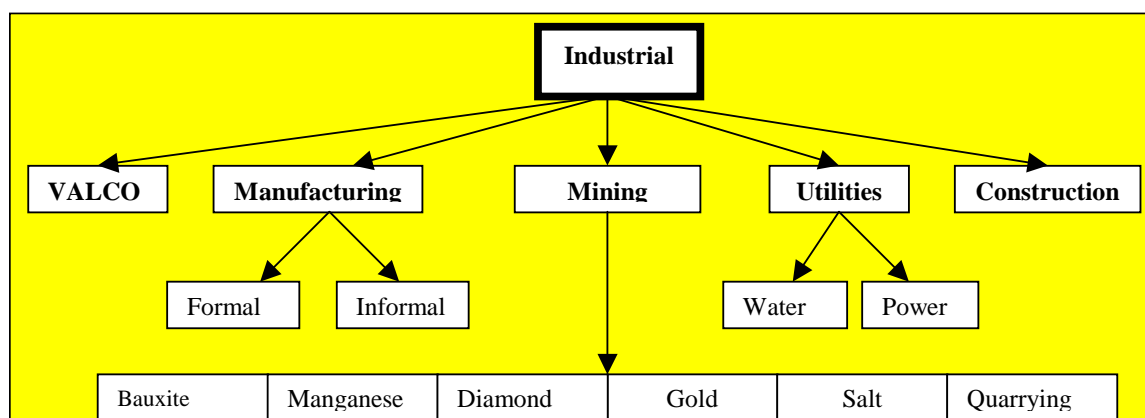 Industrial
VALCO Manufacturing Mining Utilities Construction
Formal Informal Water Power
Bauxite Manganese Diamond Gold Salt Quarrying